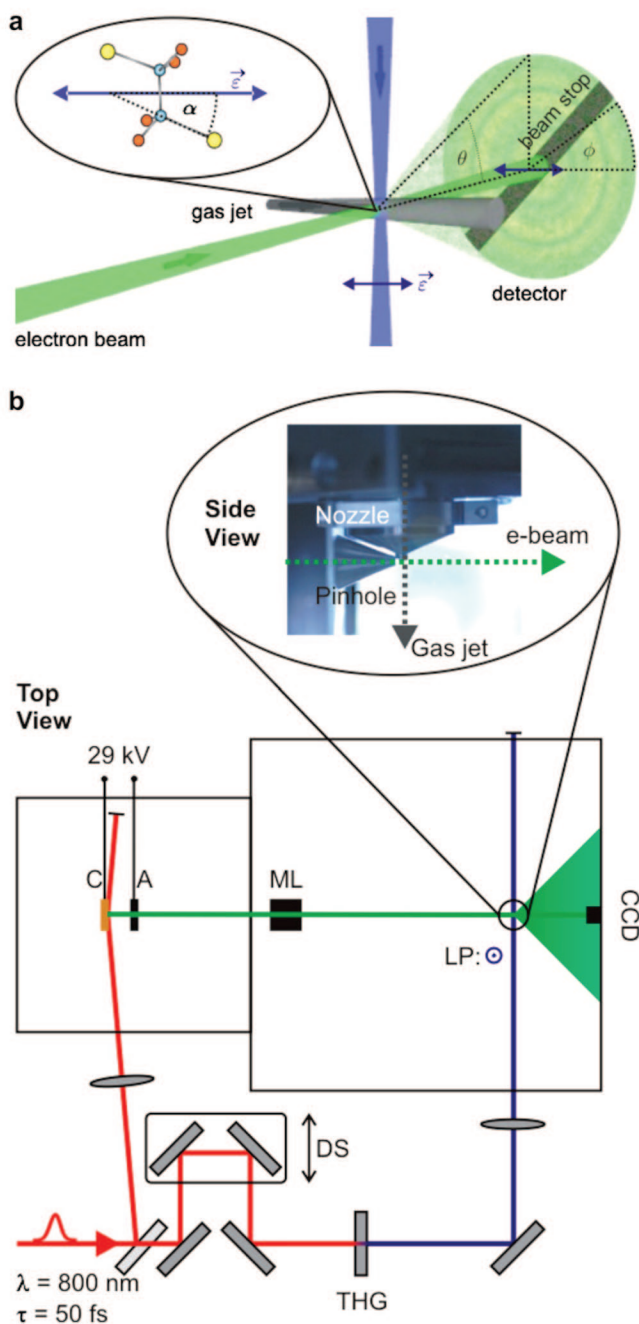 a
ε
α
gas jet
θ
beam stop
ϕ
ε
detector
electron beam
b
Side
View
Nozzle
e-beam
Pinhole
Gas jet
Top
View
29 kV
C
A
ML
CCD
LP:
DS
λ = 800 nm
τ = 50 fs
THG